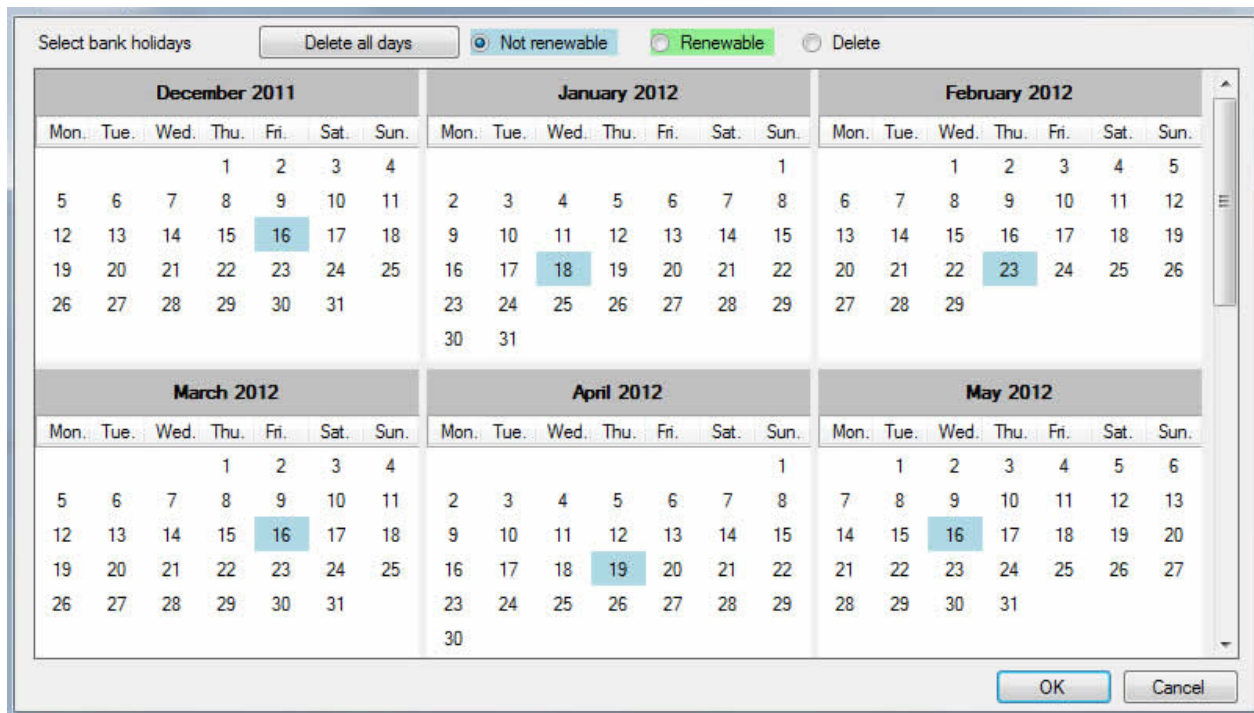 Select bank holidays Delete all days Not renewable Renewable Delete
December 2011 January 2012 February 2012
Mon. Tue. Wed. Thu. Fri. Sat. Sun. Mon. Tue. Wed. Thu. Fri. Sat. Sun. Mon. Tue. Wed. Thu. Fri. Sat. Sun.
1 2 3 4 1 1 2 3 4 5
5 6 7 8 9 10 11 2 3 4 5 6 7 8 6 7 8 9 10 11 12
12 13 14 15 16 17 18 9 10 11 12 13 14 15 13 14 15 16 17 18 19
19 20 21 22 23 24 25 16 17 18 19 20 21 22 20 21 22 23 24 25 26
26 27 28 29 30 31 23 24 25 26 27 28 29 27 28 29
30 31
March 2012 April 2012 May 2012
Mon. Tue. Wed. Thu. Fri. Sat. Sun. Mon. Tue. Wed. Thu. Fri. Sat. Sun. Mon. Tue. Wed. Thu. Fri. Sat. Sun.
1 2 3 4 1 1 2 3 4 5 6
5 6 7 8 9 10 11 2 3 4 5 6 7 8 7 8 9 10 11 12 13
12 13 14 15 16 17 18 9 10 11 12 13 14 15 14 15 16 17 18 19 20
19 20 21 22 23 24 25 16 17 18 19 20 21 22 21 22 23 24 25 26 27
26 27 28 29 30 31 23 24 25 26 27 28 29 28 29 30 31
30
OK Cancel